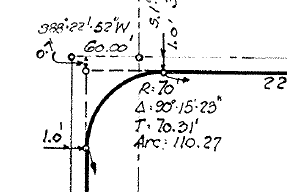 S88°22'52"W
60.00'
1.0'
R=70'
Δ=90°-15'-23"
T=70.31'
Arc=110.27
22
1.0'